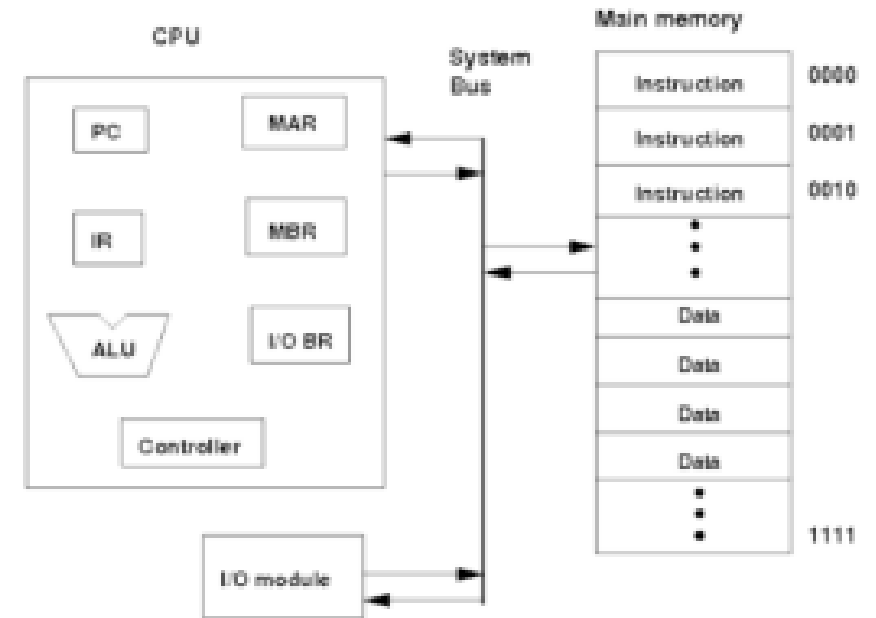 CPU
System
Bus
Main memory
PC
MAR
IR
MBR
ALU
I/O BR
Controller
I/O module
Instruction
0000
Instruction
0001
Instruction
0010
Data
Data
Data
Data
1111